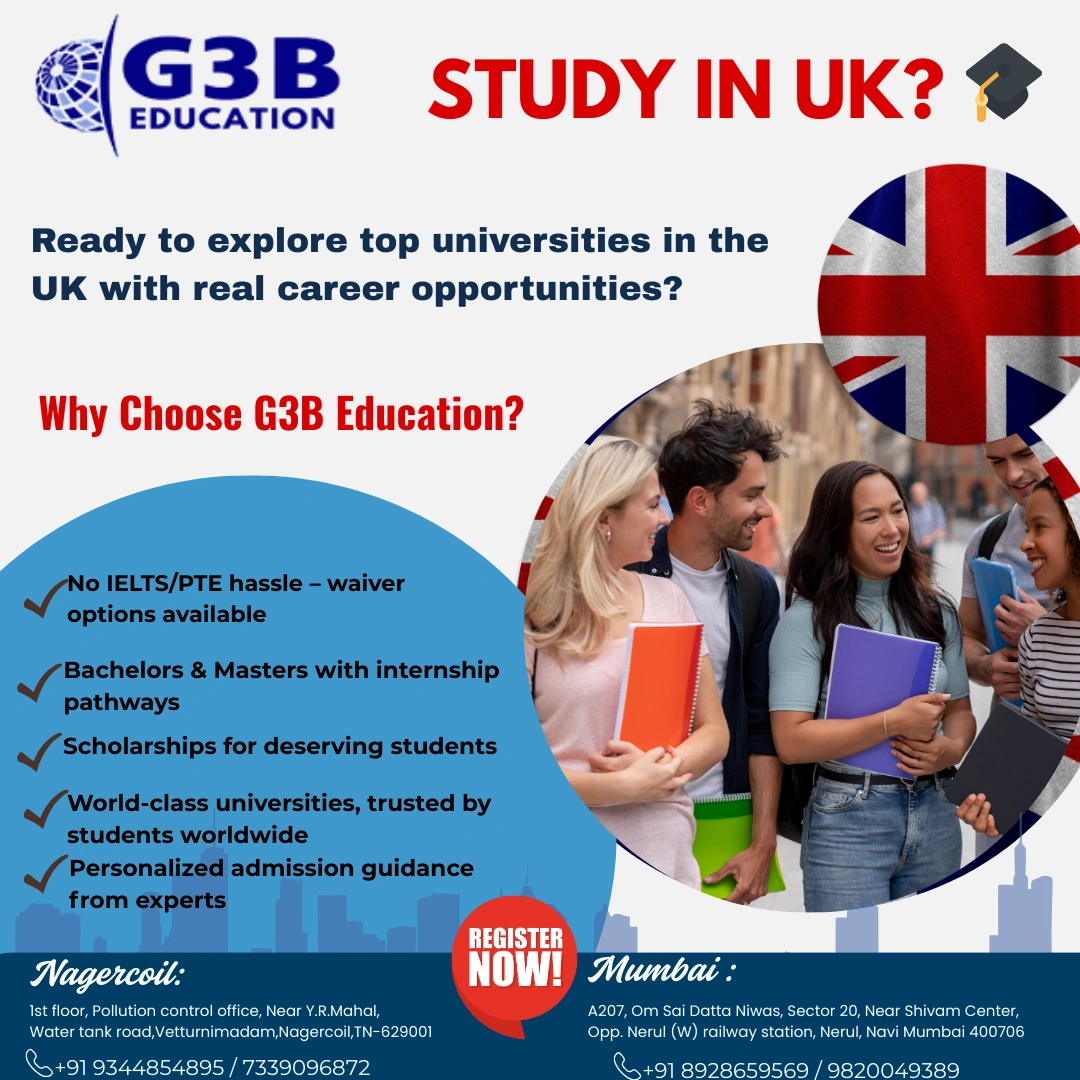 G3B
EDUCATION
STUDY IN UK?
Ready to explore top universities in the
UK with real career opportunities?
Why Choose G3B Education?
No IELTS/PTE hassle – waiver
options available
Bachelors & Masters with internship
pathways
Scholarships for deserving students
World-class universities, trusted by
students worldwide
Personalized admission guidance
from experts
REGISTER
NOW!
Nagercoil:
1st floor, Pollution control office, Near Y.R.Mahal,
Water tank road,Vetturnimadam,Nagercoil,TN-629001
+91 9344854895 / 7339096872
Mumbai :
A207, Om Sai Datta Niwas, Sector 20, Near Shivam Center,
Opp. Nerul (W) railway station, Nerul, Navi Mumbai 400706
+91 8928659569 / 9820049389